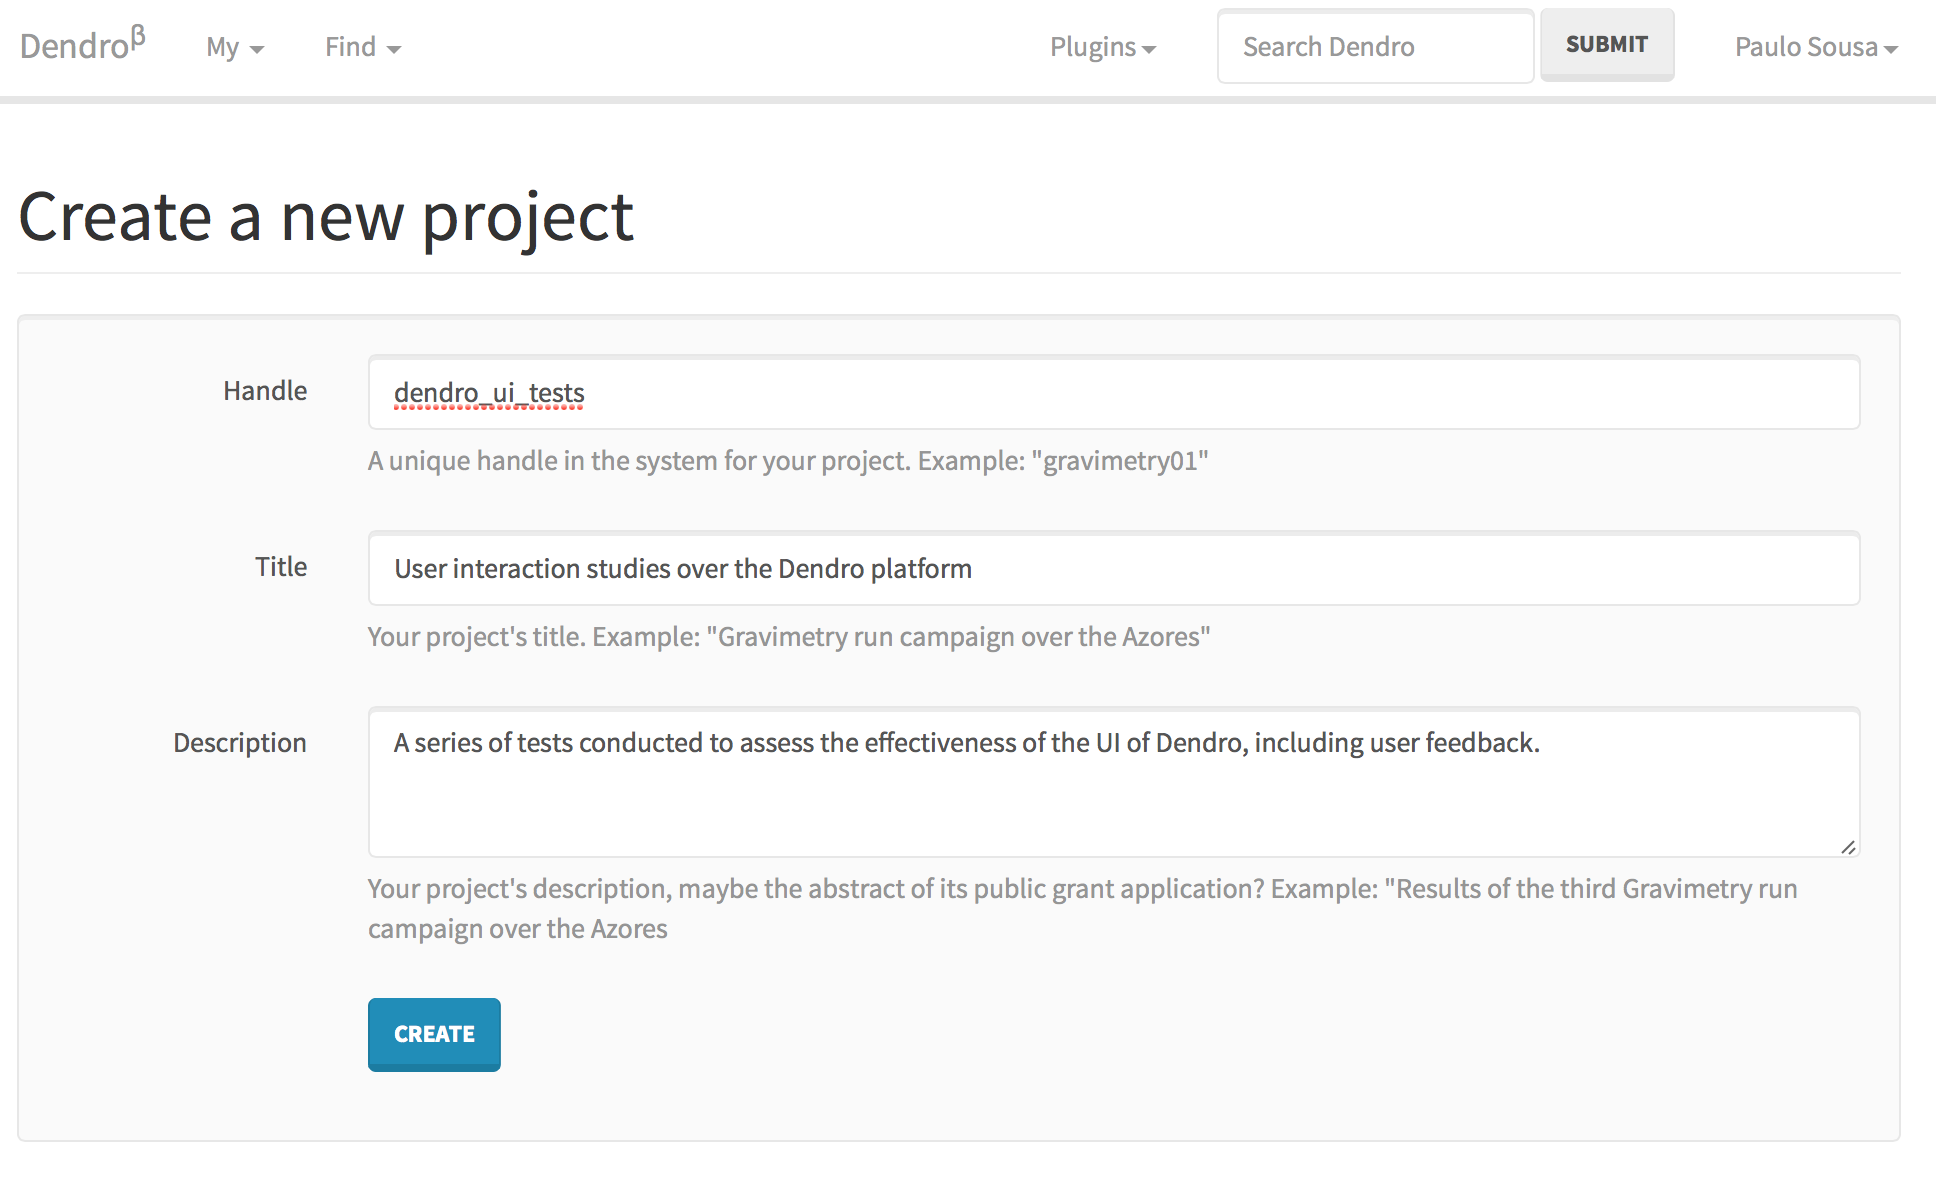 Dendroβ My Find Plugins Search Dendro SUBMIT Paulo Sousa
Create a new project
Handle dendro_ui_tests
A unique handle in the system for your project. Example: "gravimetry01"
Title User interaction studies over the Dendro platform
Your project's title. Example: "Gravimetry run campaign over the Azores"
Description A series of tests conducted to assess the effectiveness of the UI of Dendro, including user feedback.
Your project's description, maybe the abstract of its public grant application? Example: "Results of the third Gravimetry run
campaign over the Azores
CREATE